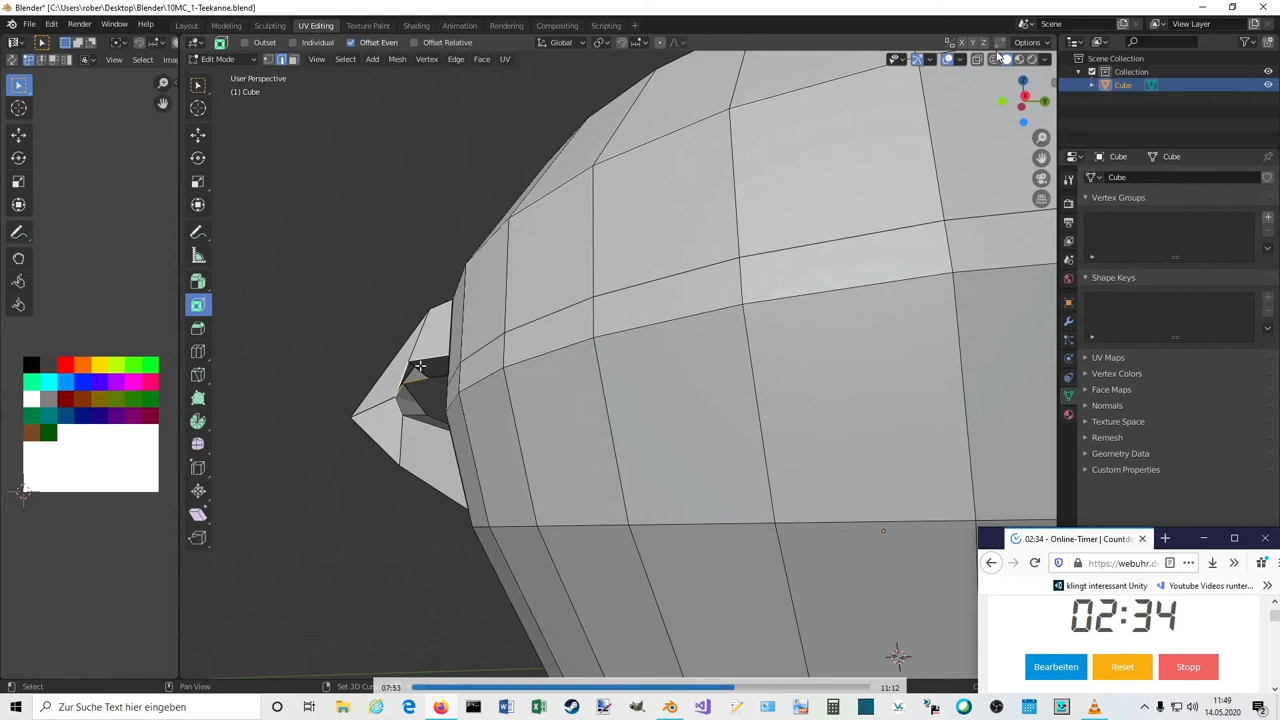 Blender* [C:\Users\rober\Desktop\Blender\10MC_1-Teekanne.blend]
File Edit Render Window Help Layout Modeling Sculpting UV Editing Texture Paint Shading Animation Rendering Compositing Scripting Scene View Layer
Outset Individual Offset Even Offset Relative Global X Y Z Options
Edit Mode View Select Add Mesh Vertex Edge Face UV
User Perspective
(1) Cube
Scene Collection
Collection
Cube
Cube Cube
Cube
Vertex Groups
Shape Keys
UV Maps
Vertex Colors
Face Maps
Normals
Texture Space
Remesh
Geometry Data
Custom Properties
02:34 - Online-Timer | Countdo
https://webuhr.de
klingt interessant Unity Youtube Videos runter...
02:34
Bearbeiten Reset Stopp
Select Pan View Set 3D Cur
07:53 11:12
Zur Suche Text hier eingeben
11:49
14.05.2020